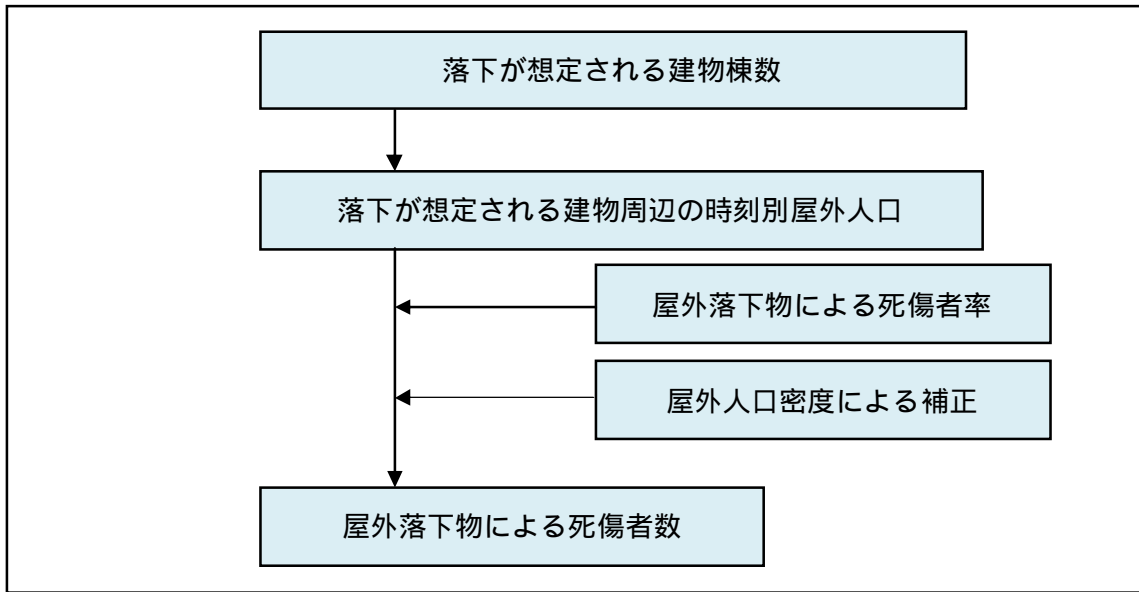 落下が想定される建物棟数
落下が想定される建物周辺の時刻別屋外人口
屋外落下物による死傷者率
屋外人口密度による補正
屋外落下物による死傷者数